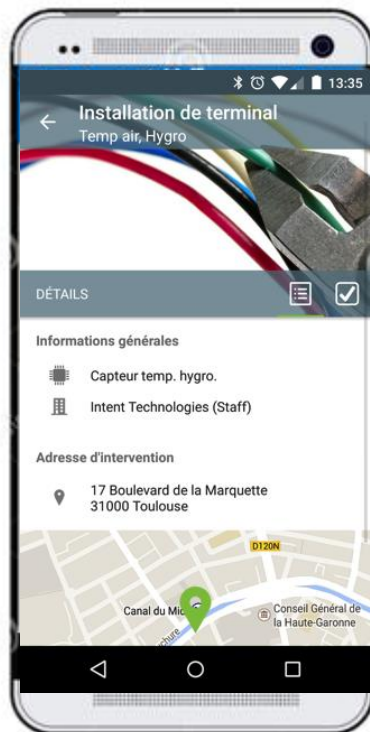 13:35
Installation de terminal
Temp air, Hygro
DÉTAILS
Informations générales
Capteur temp. hygro.
Intent Technologies (Staff)
Adresse d'intervention
17 Boulevard de la Marquette
31000 Toulouse
D120N
Canal du
Conseil Général de
la Haute-Garonne